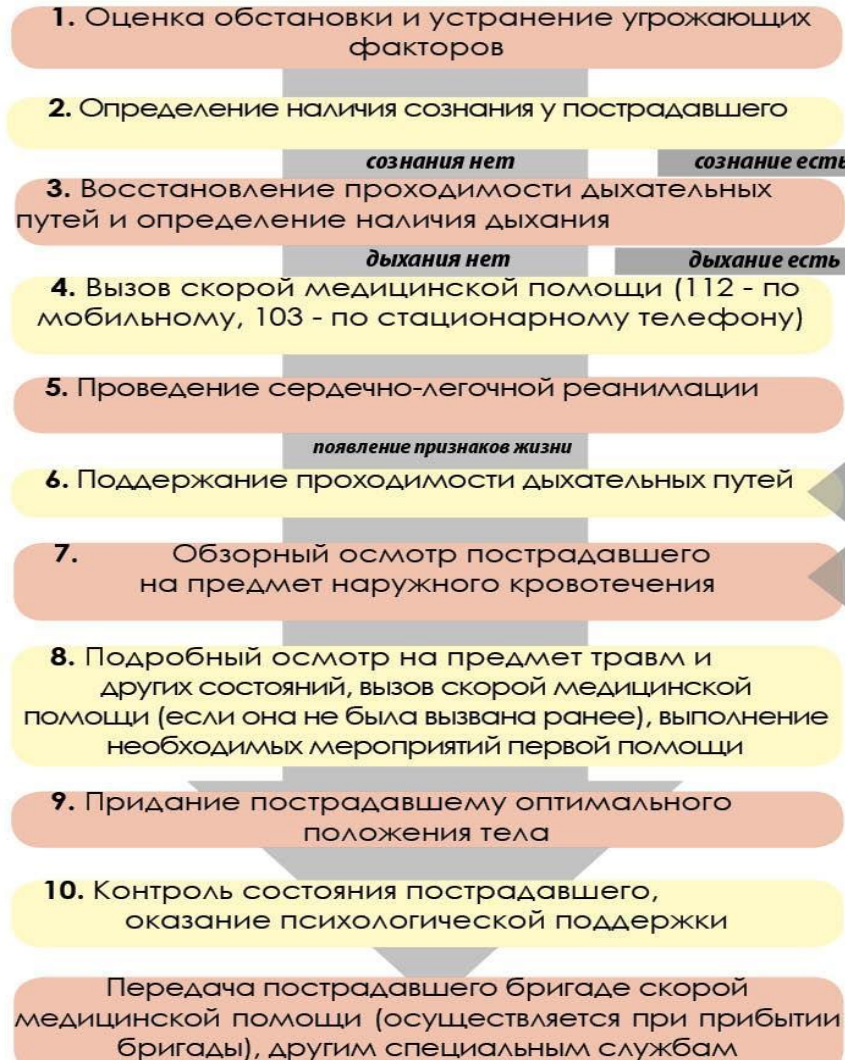 1. Оценка обстановки и устранение угрожающих
факторов
2. Определение наличия сознания у пострадавшего
сознания нет
сознание есть
3. Восстановление проходимости дыхательных
путей и определение наличия дыхания
дыхания нет
дыхание есть
4. Вызов скорой медицинской помощи (112 - по
мобильному, 103 - по стационарному телефону)
5. Проведение сердечно-легочной реанимации
появление признаков жизни
6. Поддержание проходимости дыхательных путей
7. Обзорный осмотр пострадавшего
на предмет наружного кровотечения
8. Подробный осмотр на предмет травм и
других состояний, вызов скорой медицинской
помощи (если она не была вызвана ранее), выполнение
необходимых мероприятий первой помощи
9. Придание пострадавшему оптимального
положения тела
10. Контроль состояния пострадавшего,
оказание психологической поддержки
Передача пострадавшего бригаде скорой
медицинской помощи (осуществляется при прибытии
бригады), другим специальным службам